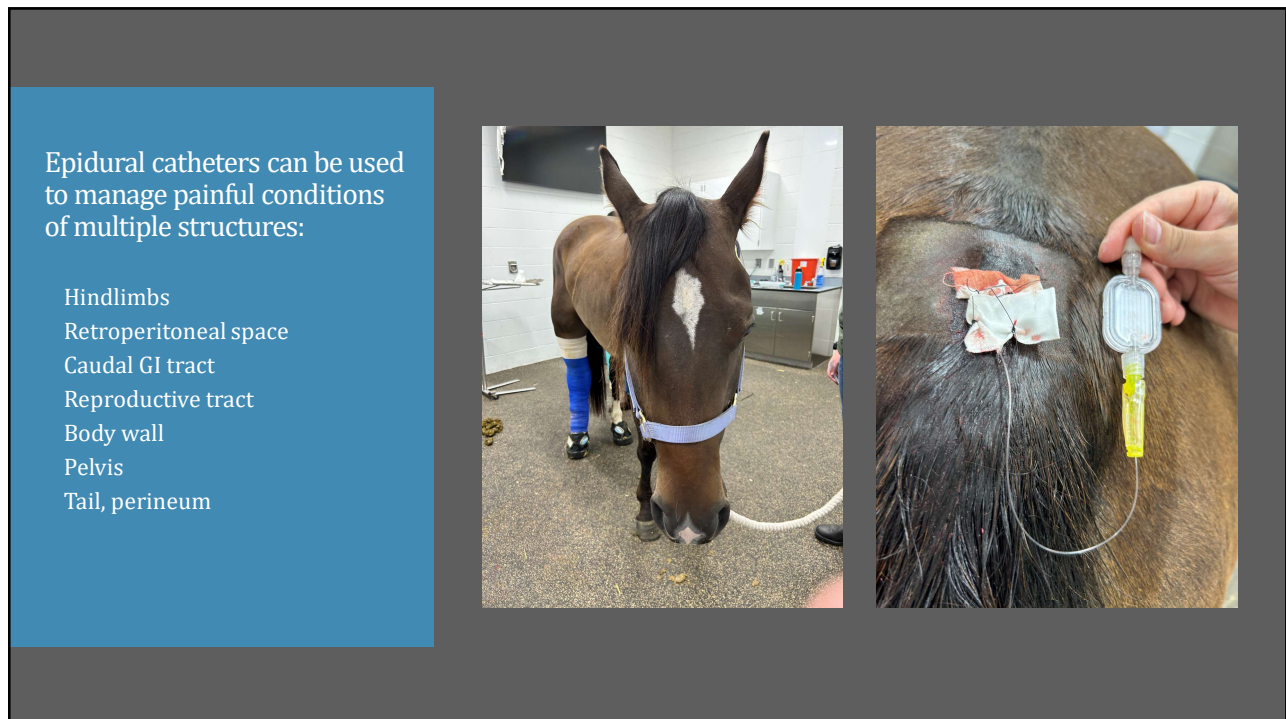 Epidural catheters can be used
to manage painful conditions
of multiple structures:
Hindlimbs
Retroperitoneal space
Caudal GI tract
Reproductive tract
Body wall
Pelvis
Tail, perineum